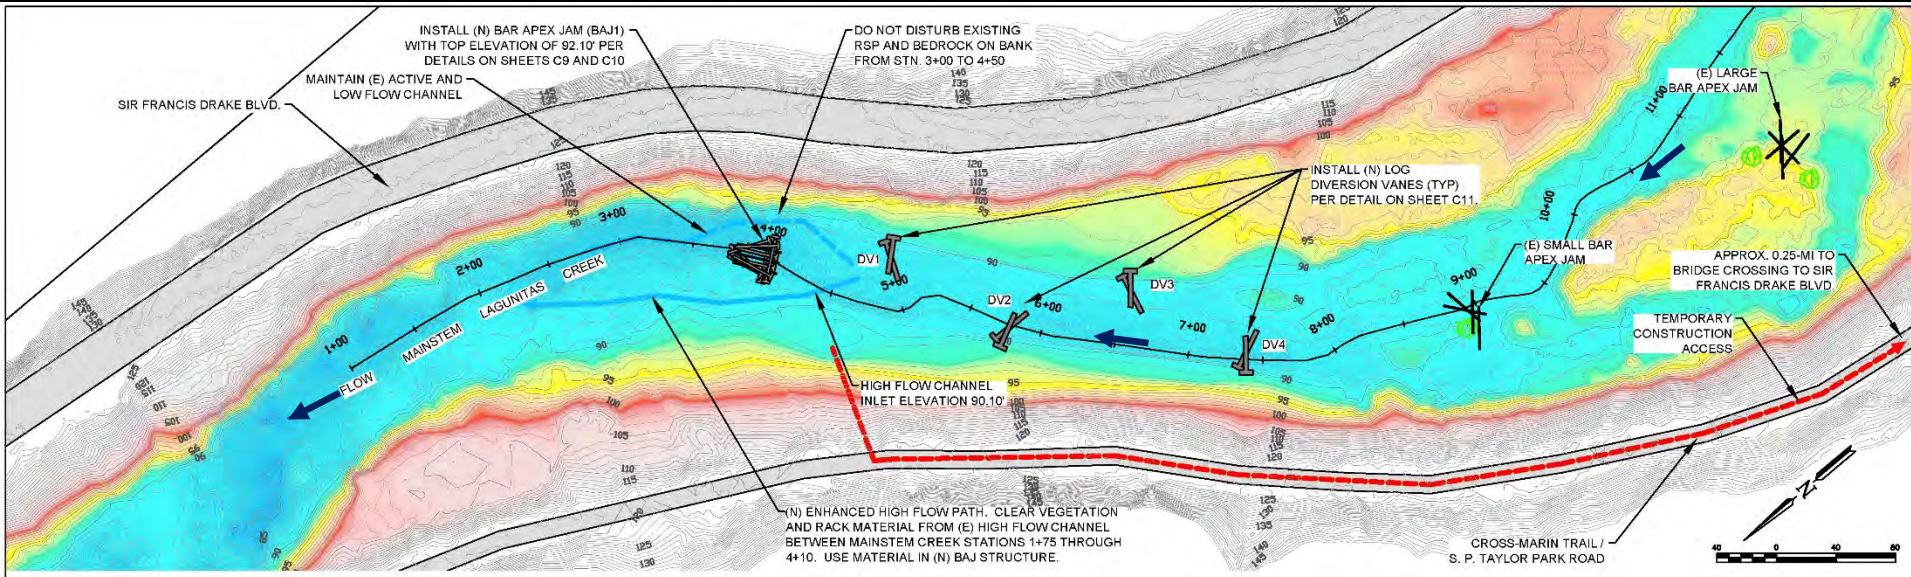 INSTALL (N) BAR APEX JAM (BAJ1)
WITH TOP ELEVATION OF 92.10' PER
DETAILS ON SHEETS C9 AND C10
MAINTAIN (E) ACTIVE AND
LOW FLOW CHANNEL
SIR FRANCIS DRAKE BLVD.
DO NOT DISTURB EXISTING
RSP AND BEDROCK ON BANK
FROM STN. 3+00 TO 4+50
(E) LARGE
BAR APEX JAM
INSTALL (N) LOG
DIVERSION VANES (TYP)
PER DETAIL ON SHEET C11.
(E) SMALL BAR
APEX JAM
APPROX. 0.25-MI TO
BRIDGE CROSSING TO SIR
FRANCIS DRAKE BLVD.
TEMPORARY
CONSTRUCTION
ACCESS
1+00
2+00
3+00
4+00
5+00
6+00
7+00
8+00
9+00
10+00
11+00
DV1
DV2
DV3
DV4
FLOW
MAINSTEM LAGUNITAS CREEK
HIGH FLOW CHANNEL
INLET ELEVATION 90.10'
(N) ENHANCED HIGH FLOW PATH. CLEAR VEGETATION
AND RACK MATERIAL FROM (E) HIGH FLOW CHANNEL
BETWEEN MAINSTEM CREEK STATIONS 1+75 THROUGH
4+10. USE MATERIAL IN (N) BAJ STRUCTURE.
CROSS-MARIN TRAIL /
S. P. TAYLOR PARK ROAD
N
40 0 40 80